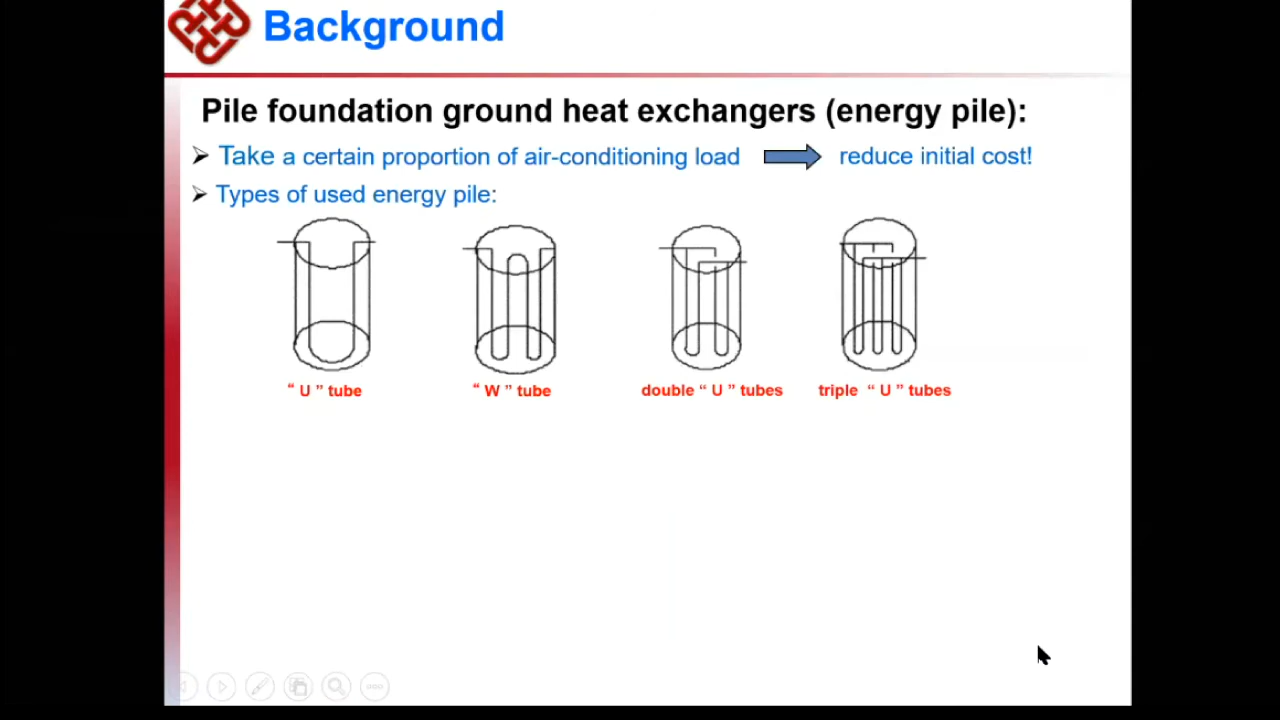 Background
Pile foundation ground heat exchangers (energy pile):
Take a certain proportion of air-conditioning load reduce initial cost!
Types of used energy pile:
“ U ” tube “ W ” tube double “ U ” tubes triple “ U ” tubes